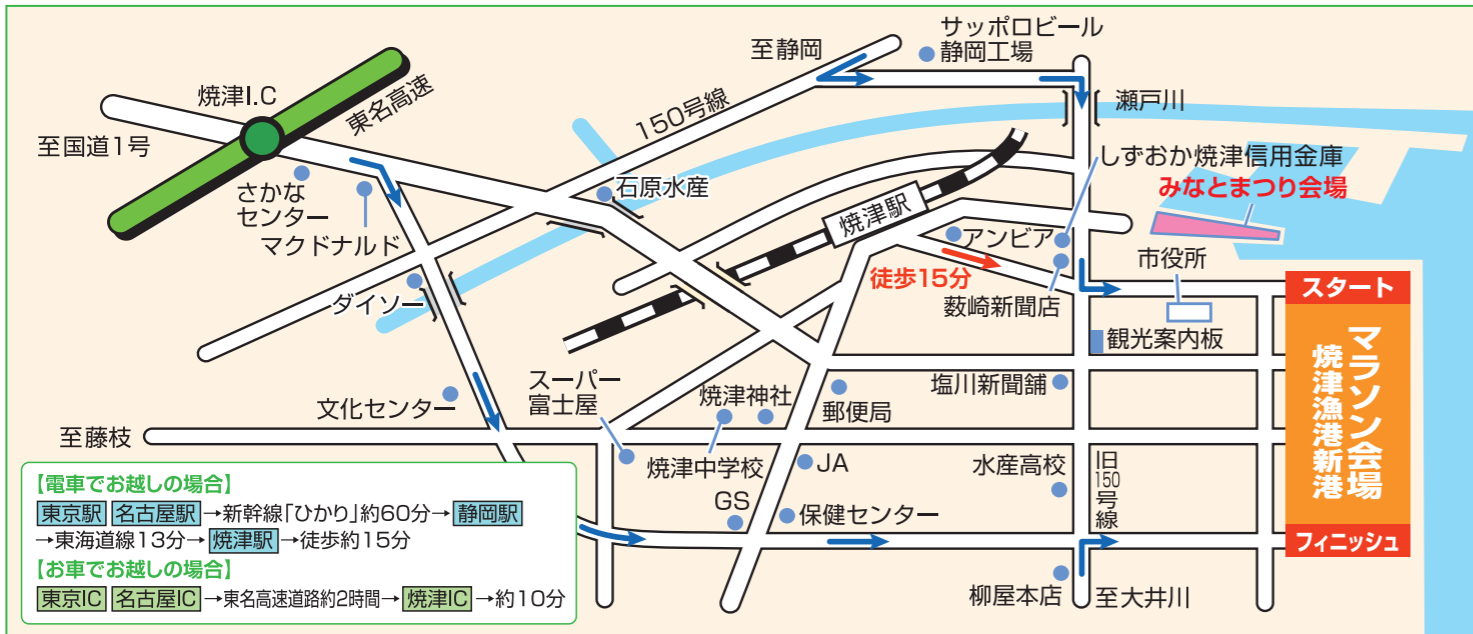 サッポロビール
静岡工場
至静岡
焼津I.C
東名高速
150号線
瀬戸川
至国道1号
しずおか焼津信用金庫
みなとまつり会場
さかな
センター
石原水産
マクドナルド
焼津駅
アンビア
市役所
徒歩15分
ダイソー
薮崎新聞店
スタート
マラソン会場
焼津漁港新港
フィニッシュ
観光案内板
スーパー
富士屋
焼津神社
塩川新聞舗
文化センター
郵便局
至藤枝
焼津中学校
JA
水産高校
旧150号線
GS
保健センター
柳屋本店
至大井川
【電車でお越しの場合】
東京駅 名古屋駅→新幹線「ひかり」約60分→静岡駅
→東海道線13分→焼津駅→徒歩約15分
【お車でお越しの場合】
東京IC 名古屋IC→東名高速道路約2時間→焼津IC→約10分